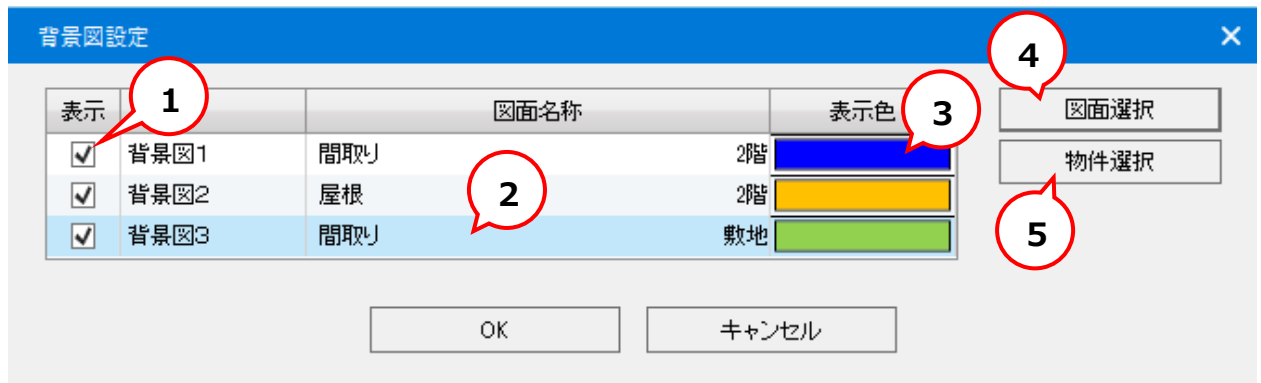 背景図設定
4
1
表示 図面名称 表示色 3 図面選択
背景図1 間取り 2階
物件選択
背景図2 屋根 2 2階
背景図3 間取り 敷地 5
OK キャンセル